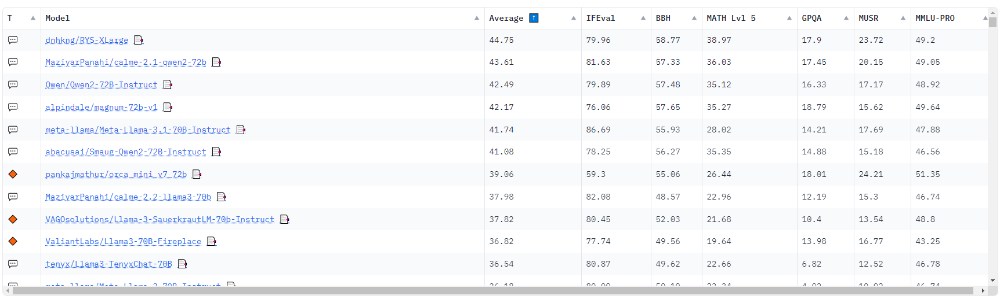 T Model Average ↑ IFEval BBH MATH Lvl 5 GPQA MUSR MMLU-PRO
dnhkng/RYS-XLarge 44.75 79.96 58.77 38.97 17.9 23.72 49.2
MaziyarPanahi/calme-2.1-qwen2-72b 43.61 81.63 57.33 36.03 17.45 20.15 49.05
Qwen/Qwen2-72B-Instruct 42.49 79.89 57.48 35.12 16.33 17.17 48.92
alpindale/magnum-72b-v1 42.17 76.06 57.65 35.27 18.79 15.62 49.64
meta-llama/Meta-Llama-3.1-70B-Instruct 41.74 86.69 55.93 28.02 14.21 17.69 47.88
abacusai/Smaug-Qwen2-72B-Instruct 41.08 78.25 56.27 35.35 14.88 15.18 46.56
pankajmathur/orca_mini_v7_72b 39.06 59.3 55.06 26.44 18.01 24.21 51.35
MaziyarPanahi/calme-2.2-llama3-70b 37.98 82.08 48.57 22.96 12.19 15.3 46.74
VAGOsolutions/Llama-3-SauerkrautLM-70b-Instruct 37.82 80.45 52.03 21.68 10.4 13.54 48.8
ValiantLabs/Llama3-70B-Fireplace 36.82 77.74 49.56 19.64 13.98 16.77 43.25
tenyx/Llama3-TenyxChat-70B 36.54 80.87 49.62 22.66 6.82 12.52 46.78
meta-llama/Meta-Llama-3-70B-Instruct